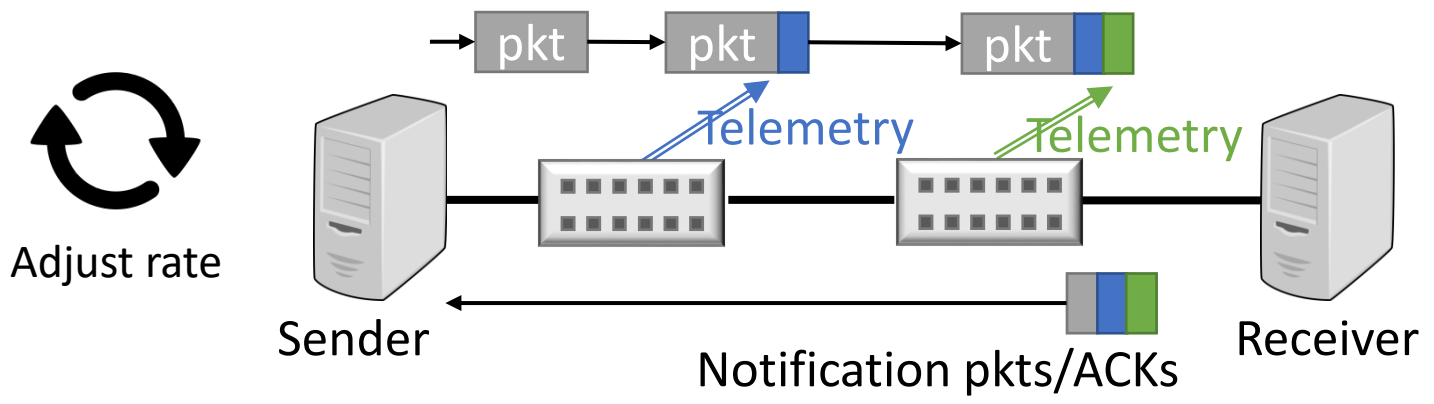 pkt
pkt
pkt
Telemetry
Telemetry
Adjust rate
Sender
Receiver
Notification pkts/ACKs